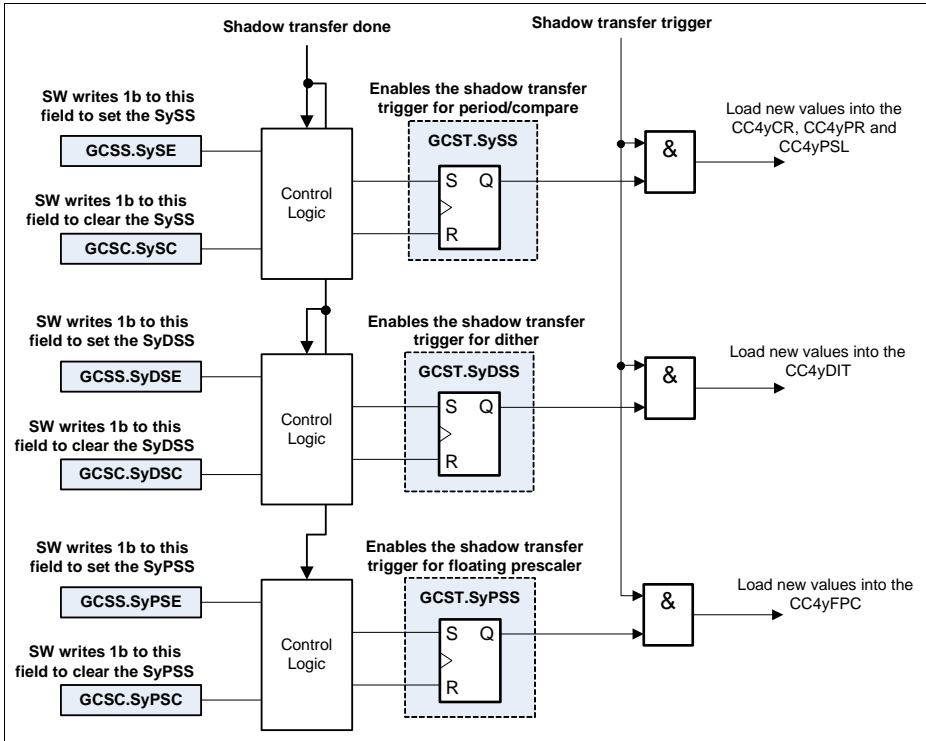 Shadow transfer done
Shadow transfer trigger
SW writes 1b to this
field to set the SySS
GCSS.SySE
SW writes 1b to this
field to clear the SySS
GCSC.SySC
Control
Logic
Enables the shadow transfer
trigger for period/compare
GCST.SySS
S Q
R
&
Load new values into the
CC4yCR, CC4yPR and
CC4yPSL
SW writes 1b to this
field to set the SyDSS
GCSS.SyDSE
SW writes 1b to this
field to clear the SyDSS
GCSC.SyDSC
Control
Logic
Enables the shadow transfer
trigger for dither
GCST.SyDSS
S Q
R
&
Load new values into the
CC4yDIT
SW writes 1b to this
field to set the SyPSS
GCSS.SyPSE
SW writes 1b to this
field to clear the SyPSS
GCSC.SyPSC
Control
Logic
Enables the shadow transfer
trigger for floating prescaler
GCST.SyPSS
S Q
R
&
Load new values into the
CC4yFPC